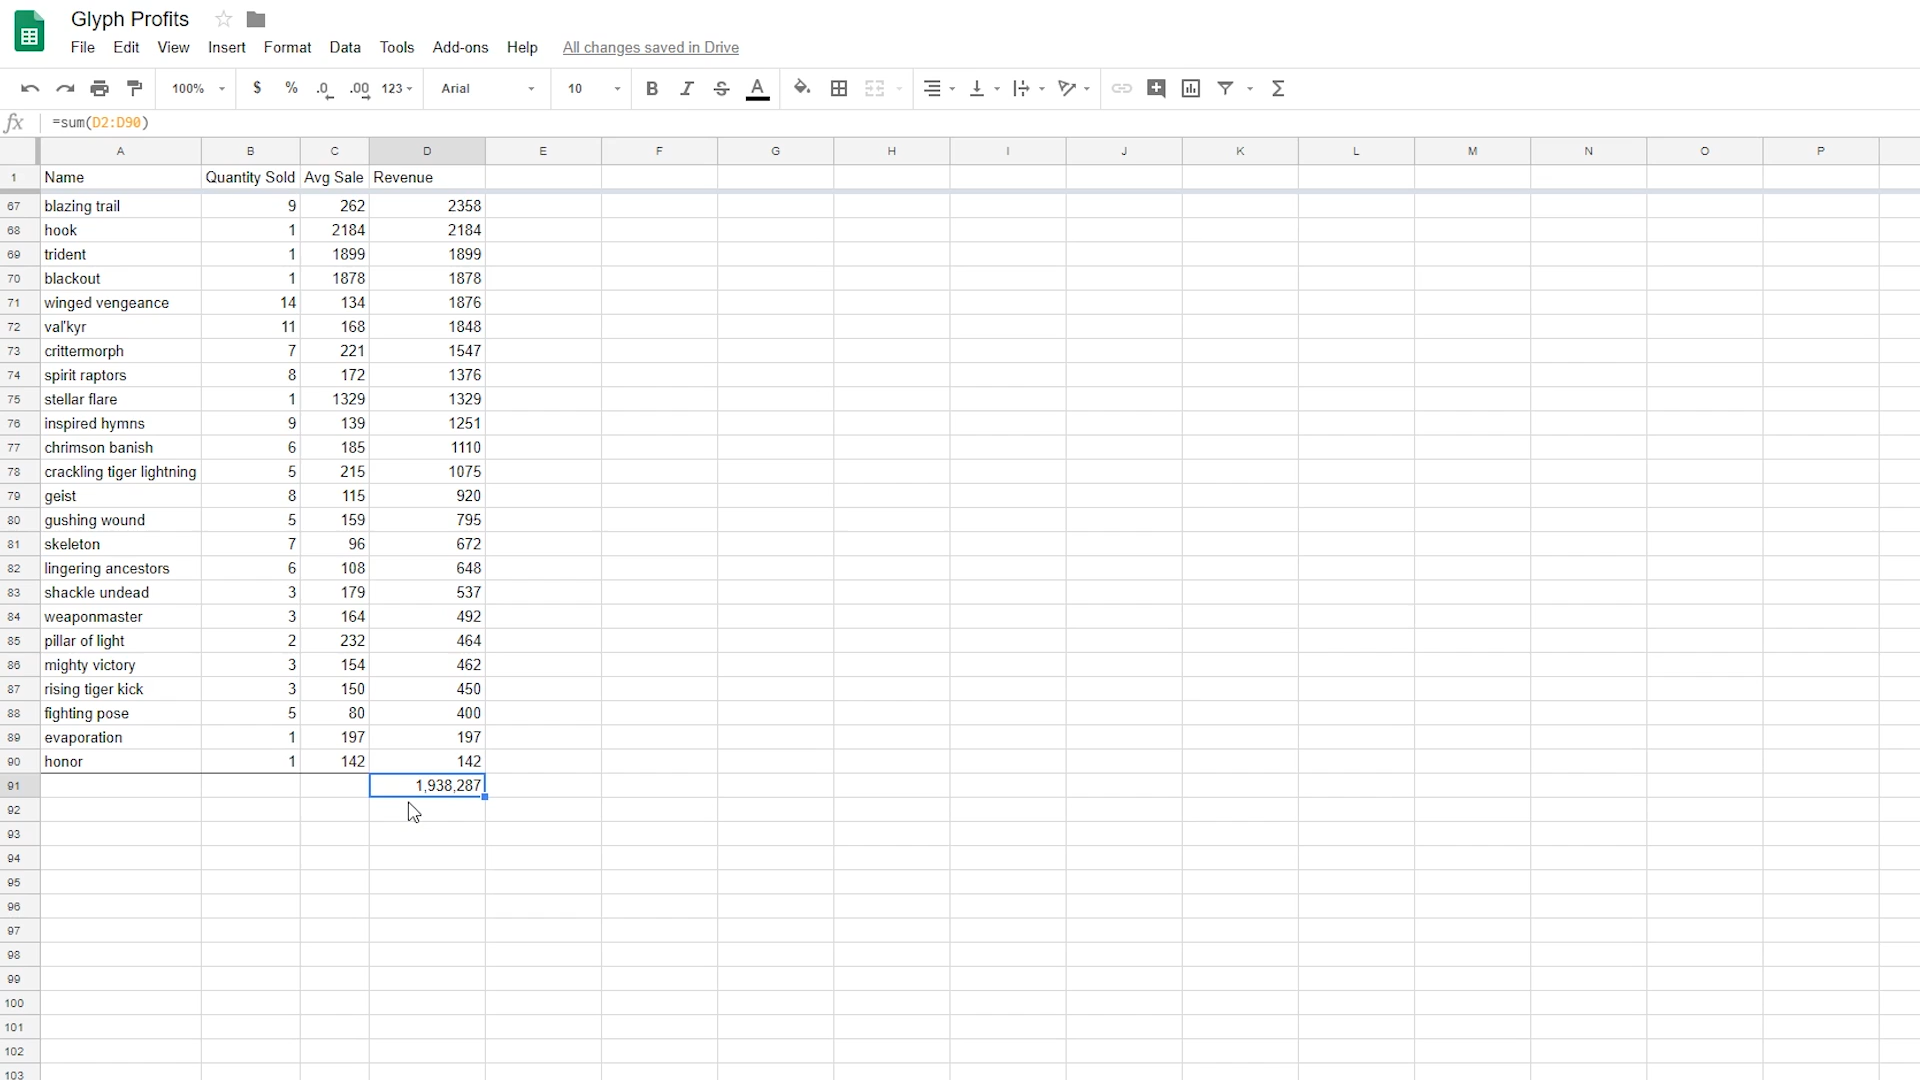 Glyph Profits
File Edit View Insert Format Data Tools Add-ons Help All changes saved in Drive
100% $ % .0 .00 123 Arial 10 B I S A Σ
fx =sum(D2:D90)
A B C D E F G H I J K L M N O P
1 Name Quantity Sold Avg Sale Revenue
67 blazing trail 9 262 2358
68 hook 1 2184 2184
69 trident 1 1899 1899
70 blackout 1 1878 1878
71 winged vengeance 14 134 1876
72 val'kyr 11 168 1848
73 crittermorph 7 221 1547
74 spirit raptors 8 172 1376
75 stellar flare 1 1329 1329
76 inspired hymns 9 139 1251
77 chrimson banish 6 185 1110
78 crackling tiger lightning 5 215 1075
79 geist 8 115 920
80 gushing wound 5 159 795
81 skeleton 7 96 672
82 lingering ancestors 6 108 648
83 shackle undead 3 179 537
84 weaponmaster 3 164 492
85 pillar of light 2 232 464
86 mighty victory 3 154 462
87 rising tiger kick 3 150 450
88 fighting pose 5 80 400
89 evaporation 1 197 197
90 honor 1 142 142
91 1,938,287
92
93
94
95
96
97
98
99
100
101
102
103